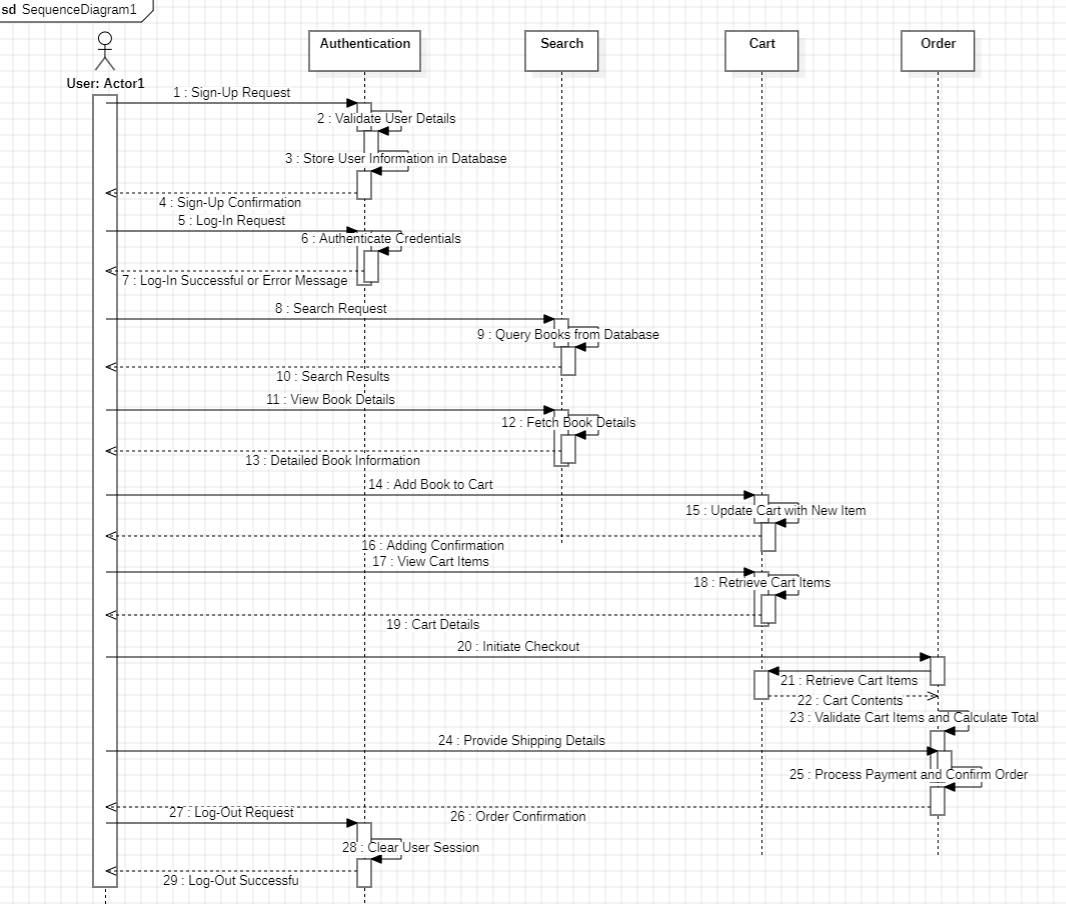 sd SequenceDiagram1
User: Actor1
Authentication
Search
Cart
Order
1 : Sign-Up Request
2 : Validate User Details
3 : Store User Information in Database
4 : Sign-Up Confirmation
5 : Log-In Request
6 : Authenticate Credentials
7 : Log-In Successful or Error Message
8 : Search Request
9 : Query Books from Database
10 : Search Results
11 : View Book Details
12 : Fetch Book Details
13 : Detailed Book Information
14 : Add Book to Cart
15 : Update Cart with New Item
16 : Adding Confirmation
17 : View Cart Items
18 : Retrieve Cart Items
19 : Cart Details
20 : Initiate Checkout
21 : Retrieve Cart Items
22 : Cart Contents
23 : Validate Cart Items and Calculate Total
24 : Provide Shipping Details
25 : Process Payment and Confirm Order
26 : Order Confirmation
27 : Log-Out Request
28 : Clear User Session
29 : Log-Out Successfu